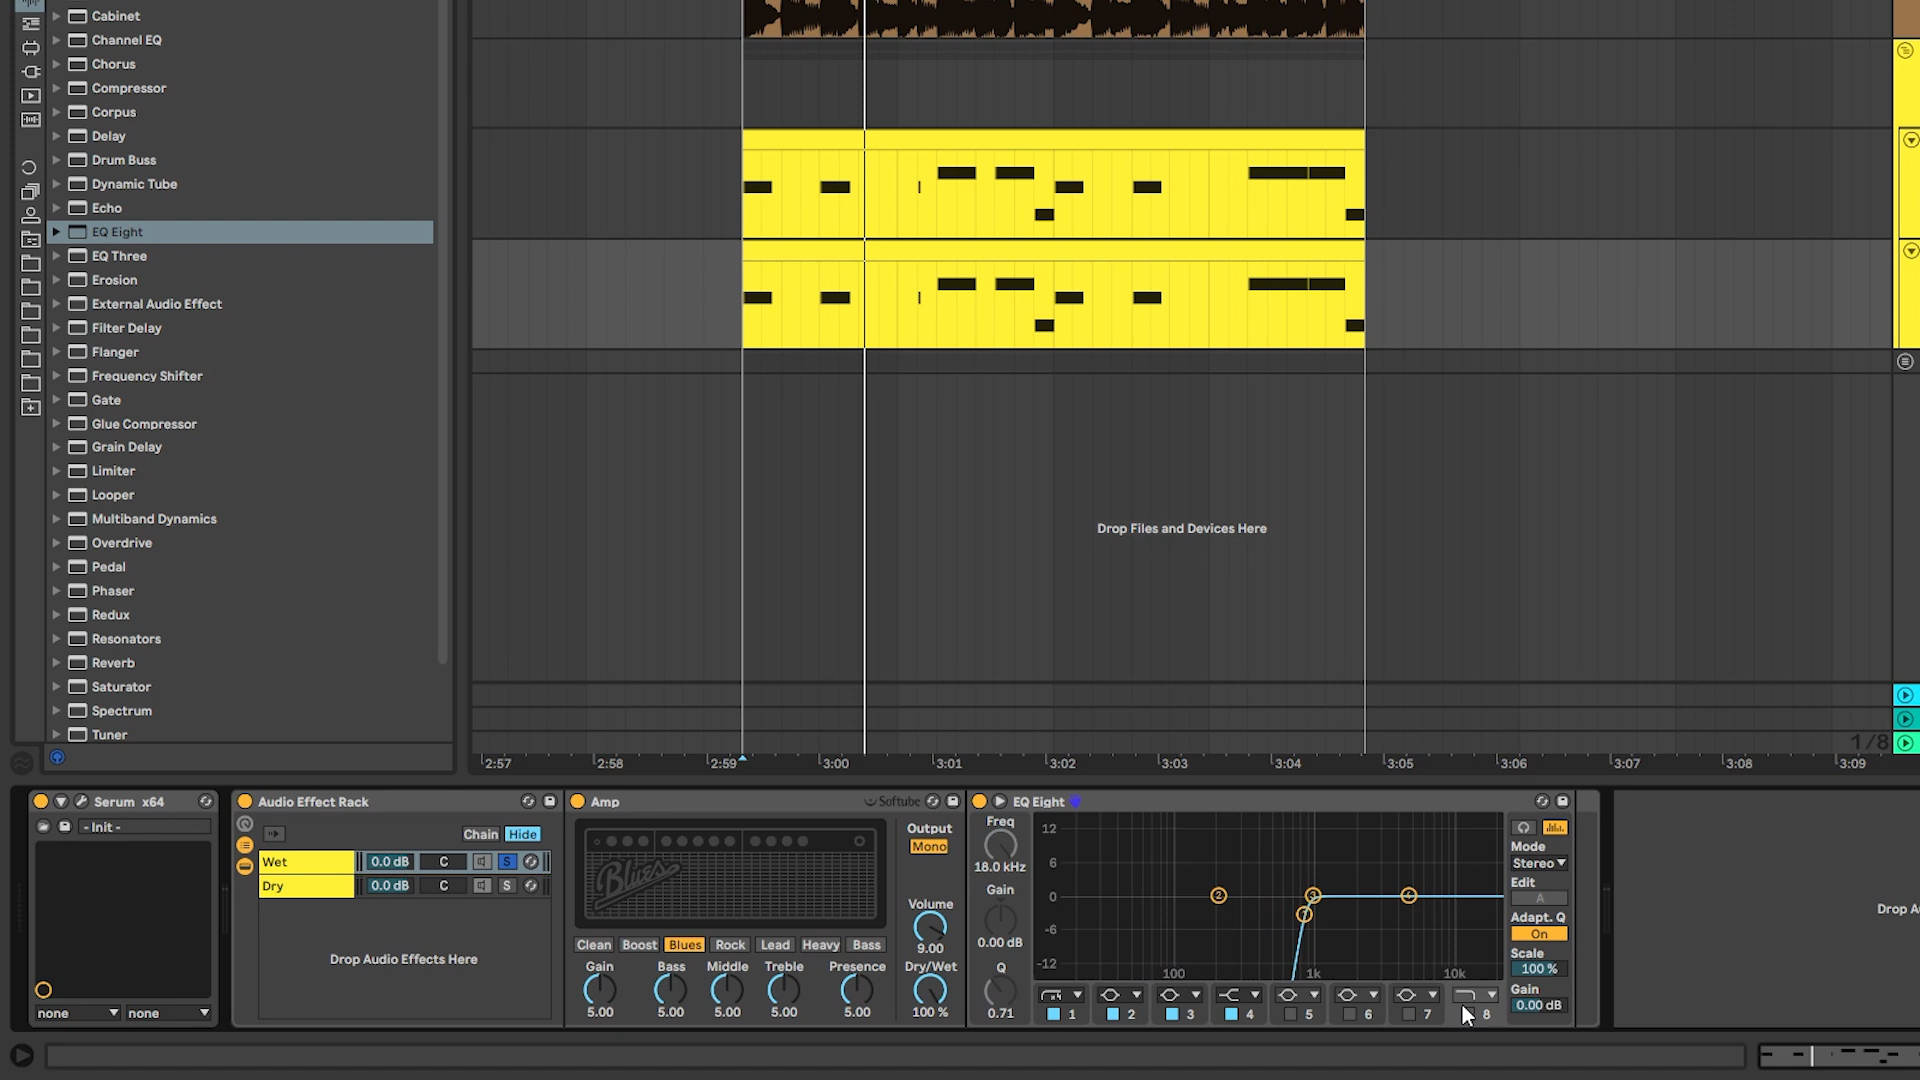 Cabinet
Channel EQ
Chorus
Compressor
Corpus
Delay
Drum Buss
Dynamic Tube
Echo
EQ Eight
EQ Three
Erosion
External Audio Effect
Filter Delay
Flanger
Frequency Shifter
Gate
Glue Compressor
Grain Delay
Limiter
Looper
Multiband Dynamics
Overdrive
Pedal
Phaser
Redux
Resonators
Reverb
Saturator
Spectrum
Tuner
Drop Files and Devices Here
1/8
2:57 2:58 2:59 3:00 3:01 3:02 3:03 3:04 3:05 3:06 3:07 3:08 3:09
Serum x64
- Init -
none none
Audio Effect Rack
Chain Hide
Wet 0.0 dB C S
Dry 0.0 dB C S
Drop Audio Effects Here
Amp Softube
Blues
Output
Mono
Volume
9.00
Clean Boost Blues Rock Lead Heavy Bass
Gain Bass Middle Treble Presence Dry/Wet
5.00 5.00 5.00 5.00 5.00 100 %
EQ Eight
Freq
18.0 kHz
Gain
0.00 dB
Q
0.71
12
6
0
-6
-12
100 1k 10k
2 3 4
1 2 3 4 5 6 7 8
Mode
Stereo
Edit
A
Adapt. Q
On
Scale
100 %
Gain
0.00 dB
Drop Au